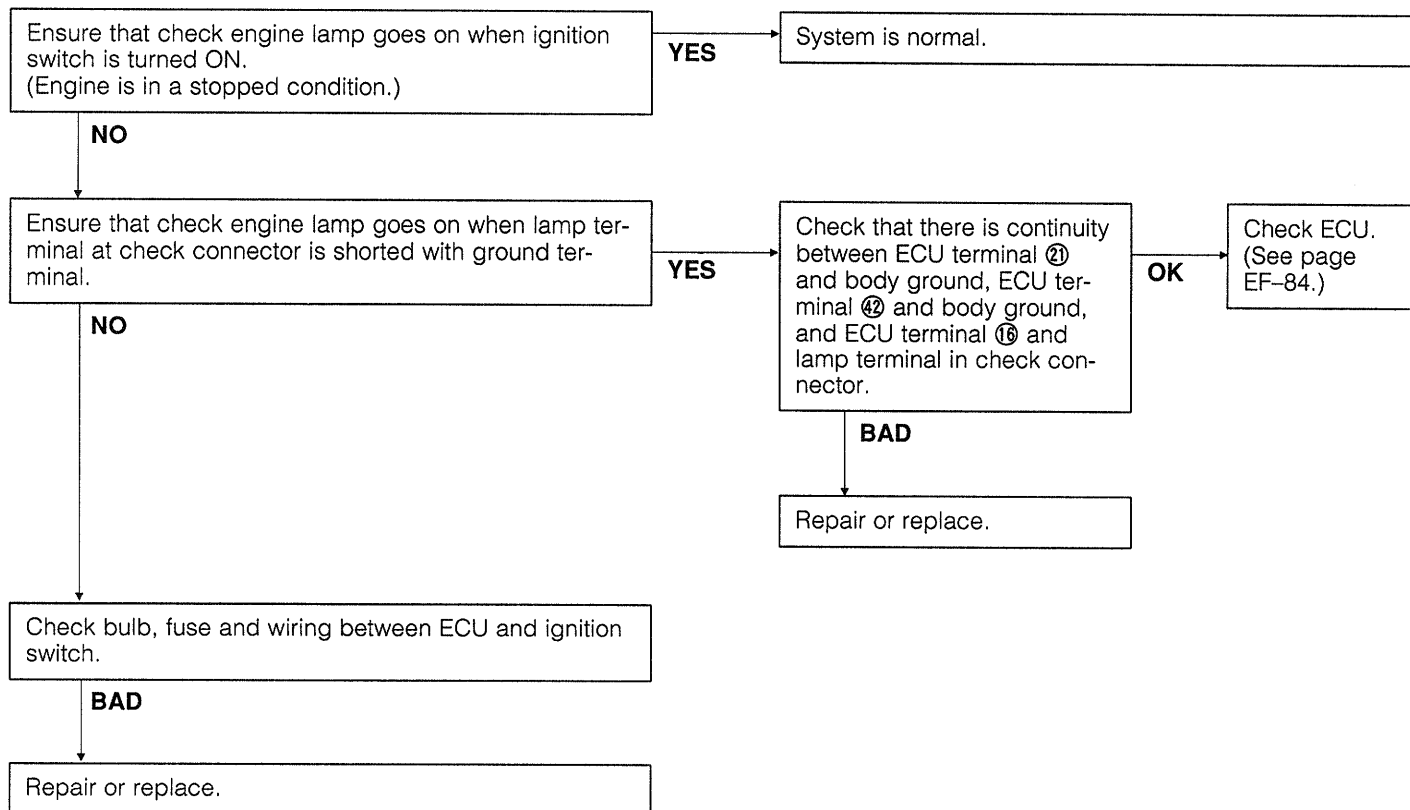 Ensure that check engine lamp goes on when ignition
switch is turned ON.
(Engine is in a stopped condition.)
YES
System is normal.
NO
Ensure that check engine lamp goes on when lamp ter-
minal at check connector is shorted with ground ter-
minal.
YES
Check that there is continuity
between ECU terminal ㉑
and body ground, ECU ter-
minal ㊷ and body ground,
and ECU terminal ⑯ and
lamp terminal in check con-
nector.
OK
Check ECU.
(See page
EF–84.)
NO
BAD
Repair or replace.
Check bulb, fuse and wiring between ECU and ignition
switch.
BAD
Repair or replace.